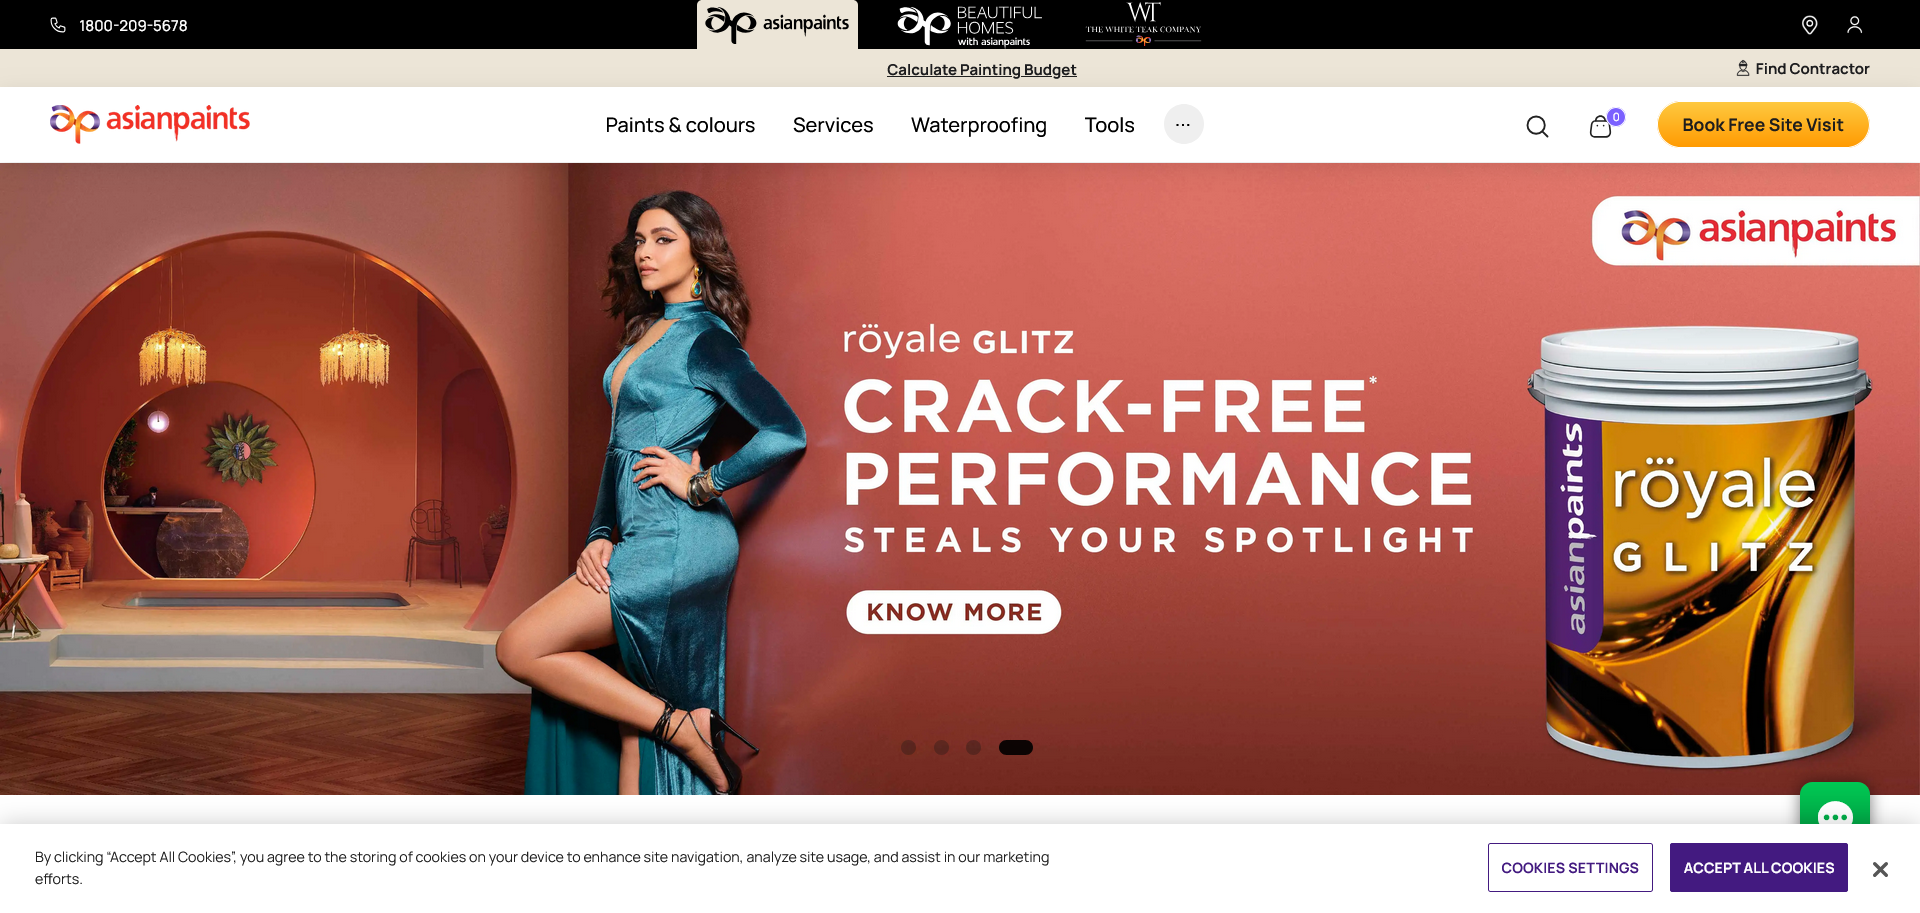 1800-209-5678
asianpaints
BEAUTIFUL
HOMES
with asianpaints
WT
THE WHITE TEAK COMPANY
Calculate Painting Budget
Find Contractor
asianpaints
Paints & colours
Services
Waterproofing
Tools
0
Book Free Site Visit
asianpaints
röyale GLITZ
CRACK-FREE*
PERFORMANCE
STEALS YOUR SPOTLIGHT
KNOW MORE
asianpaints
röyale
GLITZ
By clicking “Accept All Cookies”, you agree to the storing of cookies on your device to enhance site navigation, analyze site usage, and assist in our marketing
efforts.
COOKIES SETTINGS
ACCEPT ALL COOKIES